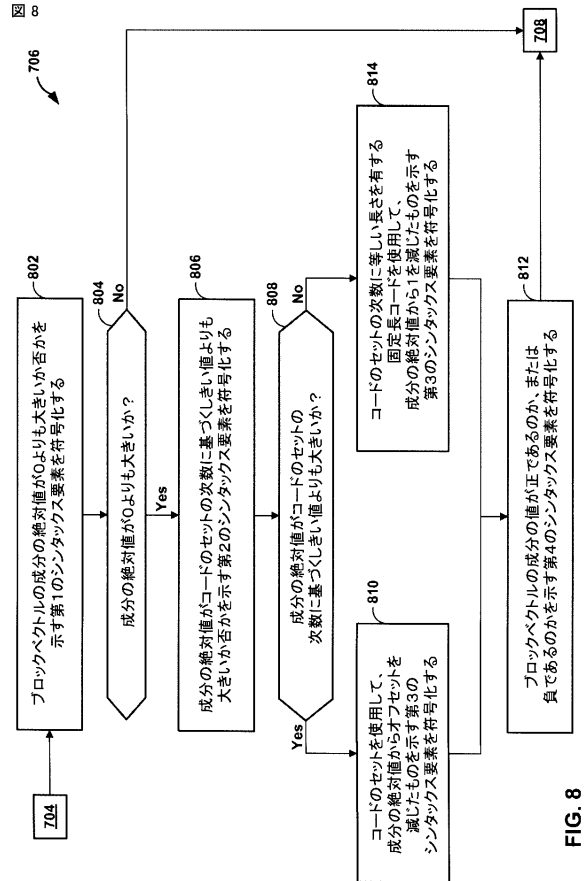 図 8
706
704
802
ブロックベクトルの成分の絶対値が0よりも大きいか否かを
示す第1のシンタックス要素を符号化する
804
No
成分の絶対値が0よりも大きいか?
Yes
806
成分の絶対値がコードのセットの次数に基づくしきい値よりも
大きいか否かを示す第2のシンタックス要素を符号化する
808
No
成分の絶対値がコードのセットの
次数に基づくしきい値よりも大きいか?
Yes
810
コードのセットを使用して、
成分の絶対値からオフセットを
減じたものを示す第3の
シンタックス要素を符号化する
814
コードのセットの次数に等しい長さを有する
固定長コードを使用して、
成分の絶対値から1を減じたものを示す
第3のシンタックス要素を符号化する
812
ブロックベクトルの成分の値が正であるのか、または
負であるのかを示す第4のシンタックス要素を符号化する
708
FIG. 8